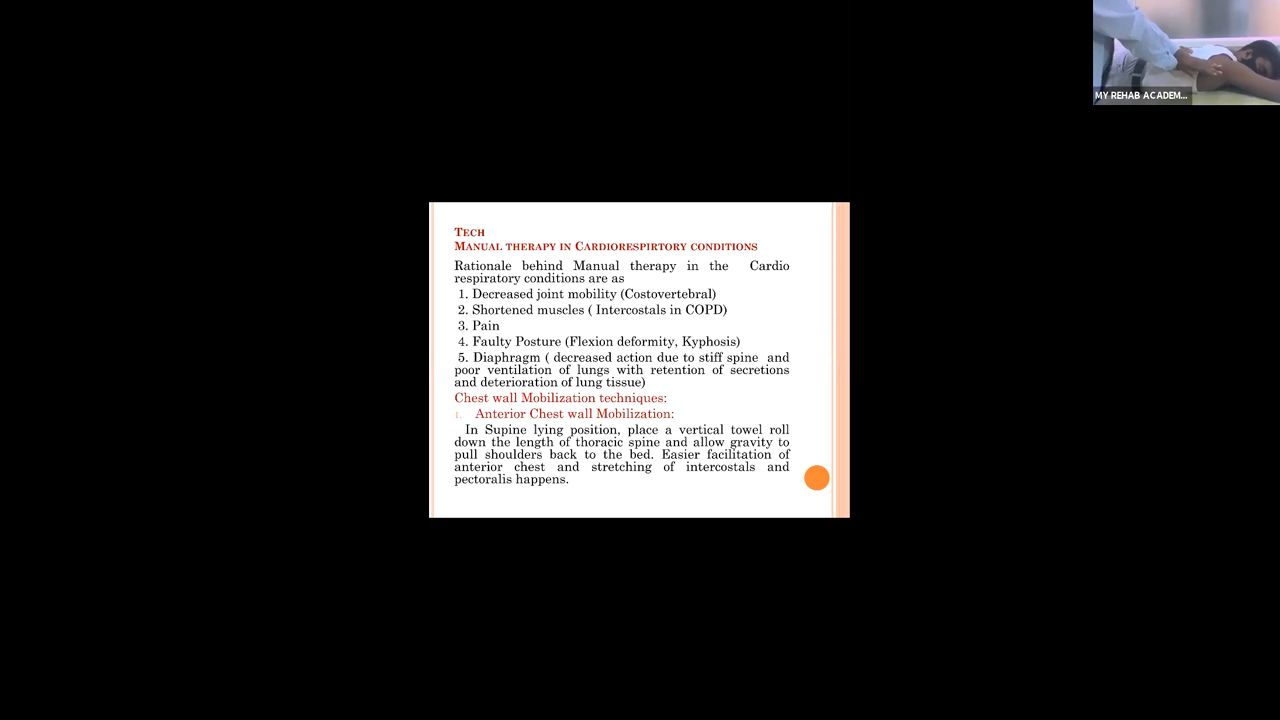 MY REHAB ACADEM...
TECH
MANUAL THERAPY IN CARDIORESPIRTORY CONDITIONS
Rationale behind Manual therapy in the Cardio
respiratory conditions are as
1. Decreased joint mobility (Costovertebral)
2. Shortened muscles ( Intercostals in COPD)
3. Pain
4. Faulty Posture (Flexion deformity, Kyphosis)
5. Diaphragm ( decreased action due to stiff spine and
poor ventilation of lungs with retention of secretions
and deterioration of lung tissue)
Chest wall Mobilization techniques:
1. Anterior Chest wall Mobilization:
In Supine lying position, place a vertical towel roll
down the length of thoracic spine and allow gravity to
pull shoulders back to the bed. Easier facilitation of
anterior chest and stretching of intercostals and
pectoralis happens.